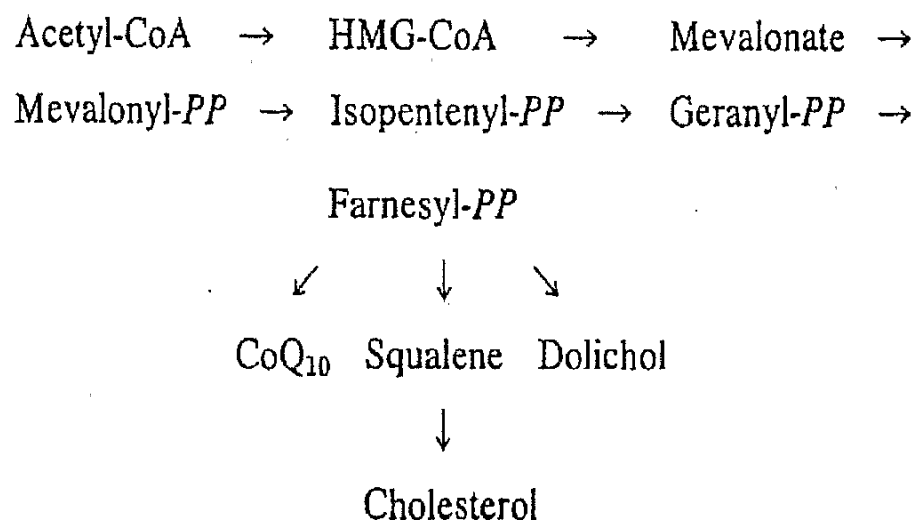 Acetyl-CoA → HMG-CoA → Mevalonate →
Mevalonyl-PP → Isopentenyl-PP → Geranyl-PP →
Farnesyl-PP
↙ ↓ ↘
CoQ₁₀ Squalene Dolichol
↓
Cholesterol